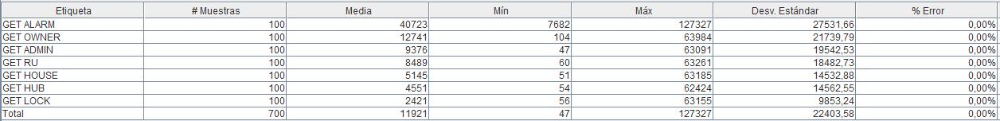 Etiqueta # Muestras Media Mín Máx Desv. Estándar % Error
GET ALARM 100 40723 7682 127327 27531,66 0,00%
GET OWNER 100 12741 104 63984 21739,79 0,00%
GET ADMIN 100 9376 47 63091 19542,53 0,00%
GET RU 100 8489 60 63261 18482,73 0,00%
GET HOUSE 100 5145 51 63185 14532,88 0,00%
GET HUB 100 4551 54 62424 14562,55 0,00%
GET LOCK 100 2421 56 63155 9853,24 0,00%
Total 700 11921 47 127327 22403,58 0,00%